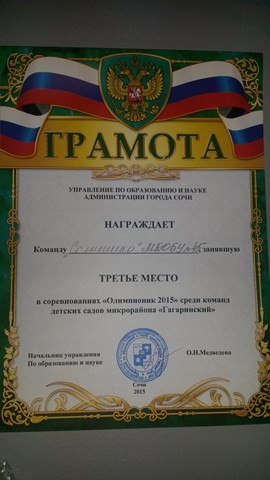 ГРАМОТА
УПРАВЛЕНИЕ ПО ОБРАЗОВАНИЮ И НАУКЕ
АДМИНИСТРАЦИИ ГОРОДА СОЧИ
НАГРАЖДАЕТ
Команду „Солнышко" МДОБУ №5 занявшую
ТРЕТЬЕ МЕСТО
в соревнованиях «Олимпионик 2015» среди команд
детских садов микрорайона «Гагаринский»
Начальник управления О.Н.Медведева
По образованию и науке
Сочи
2015